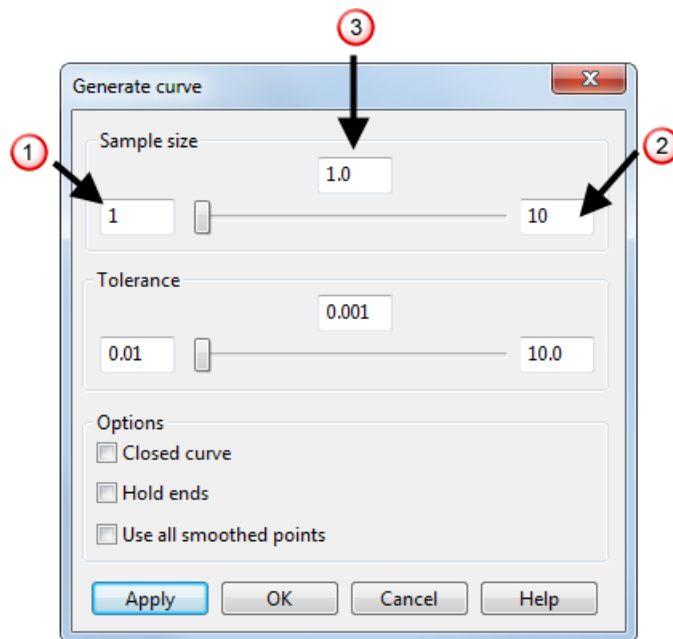 3
Generate curve
1
Sample size
2
1.0
1
10
Tolerance
0.001
0.01
10.0
Options
Closed curve
Hold ends
Use all smoothed points
Apply OK Cancel Help